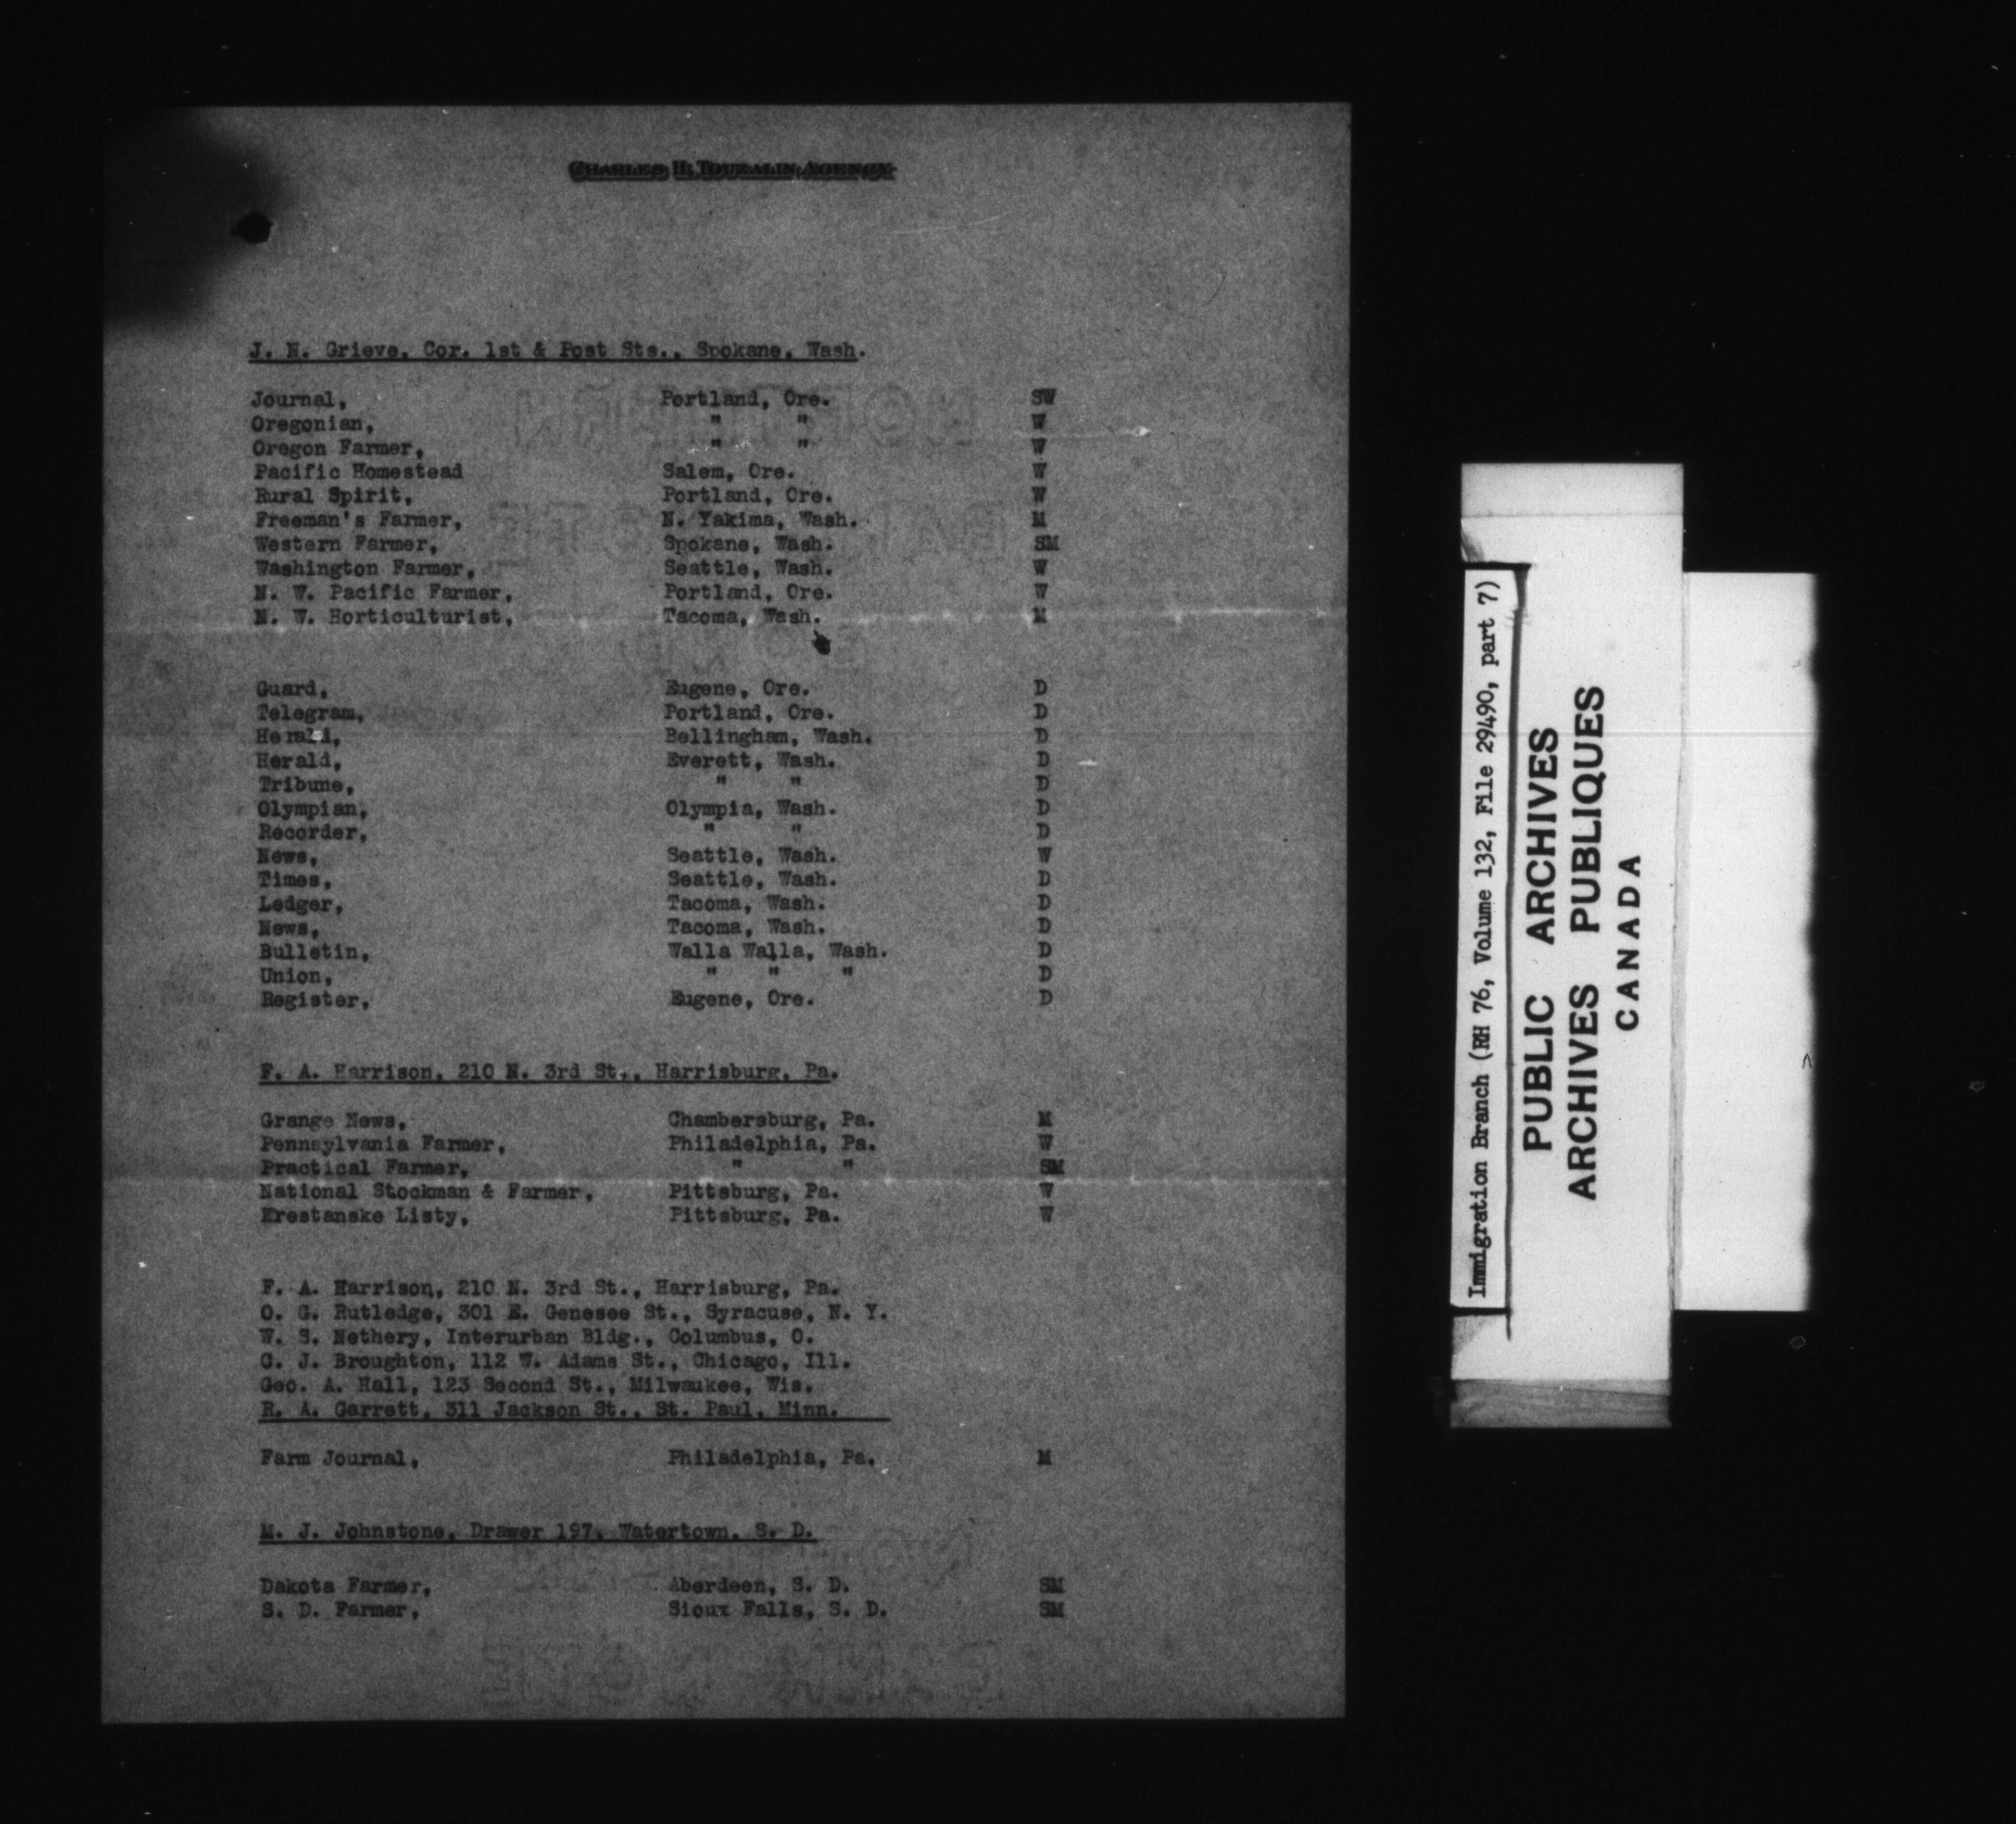 CHARLES H. TOUZALIN AGENCY
J. N. Grieve, Cor. 1st & Post Sts., Spokane, Wash.
Journal, Portland, Ore. SW
Oregonian, " " W
Oregon Farmer, " " W
Pacific Homestead Salem, Ore. W
Rural Spirit, Portland, Ore. W
Freeman's Farmer, N. Yakima, Wash. M
Western Farmer, Spokane, Wash. SM
Washington Farmer, Seattle, Wash. W
N. W. Pacific Farmer, Portland, Ore. W
N. W. Horticulturist, Tacoma, Wash. M
Guard, Eugene, Ore. D
Telegram, Portland, Ore. D
Herald, Bellingham, Wash. D
Herald, Everett, Wash. D
Tribune, " " D
Olympian, Olympia, Wash. D
Recorder, " " D
News, Seattle, Wash. W
Times, Seattle, Wash. D
Ledger, Tacoma, Wash. D
News, Tacoma, Wash. D
Bulletin, Walla Walla, Wash. D
Union, " " " D
Register, Eugene, Ore. D
F. A. Harrison, 210 N. 3rd St., Harrisburg, Pa.
Grange News, Chambersburg, Pa. M
Pennsylvania Farmer, Philadelphia, Pa. W
Practical Farmer, " " SM
National Stockman & Farmer, Pittsburg, Pa. W
Krestanske Listy, Pittsburg, Pa. W
F. A. Harrison, 210 N. 3rd St., Harrisburg, Pa.
O. G. Rutledge, 301 E. Genesee St., Syracuse, N. Y.
W. S. Nethery, Interurban Bldg., Columbus, O.
C. J. Broughton, 112 W. Adams St., Chicago, Ill.
Geo. A. Hall, 123 Second St., Milwaukee, Wis.
R. A. Garrett, 311 Jackson St., St. Paul, Minn.
Farm Journal, Philadelphia, Pa. M
M. J. Johnstone, Drawer 197, Watertown, S. D.
Dakota Farmer, Aberdeen, S. D. SM
S. D. Farmer, Sioux Falls, S. D. SM
Immigration Branch (RH 76, Volume 132, File 29490, part 7)
PUBLIC ARCHIVES
ARCHIVES PUBLIQUES
CANADA